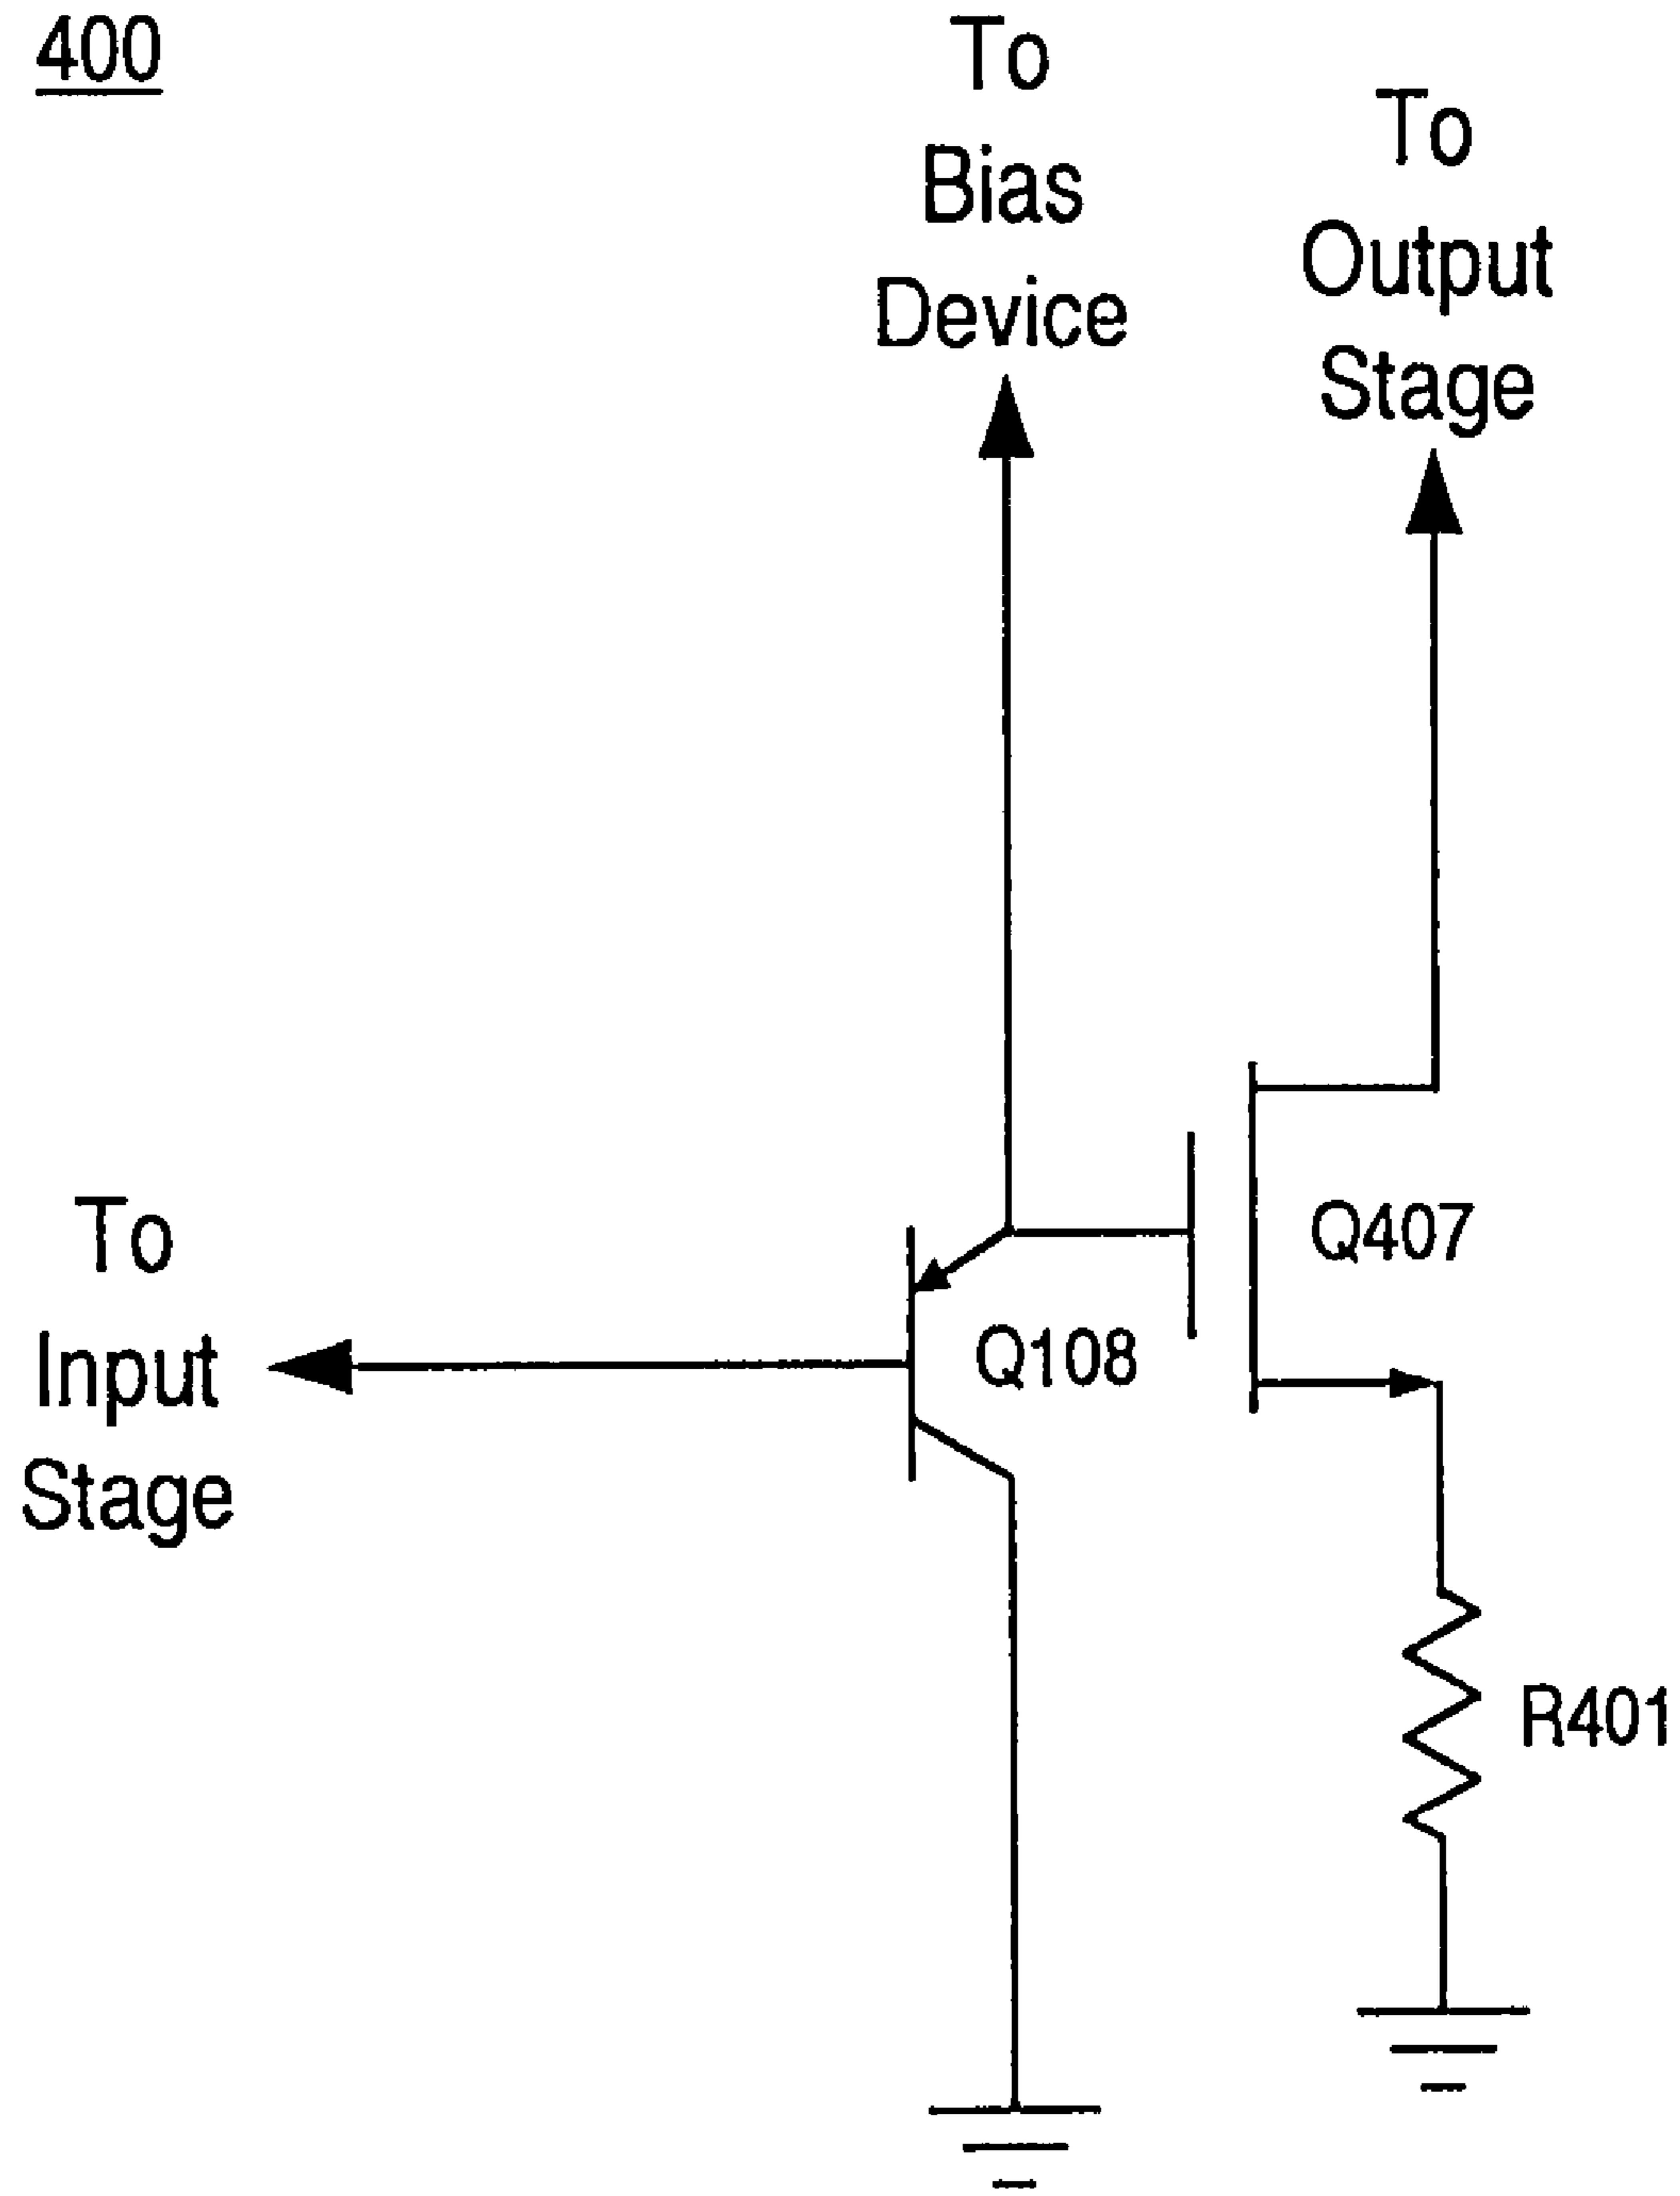 400
To
Bias
Device
To
Output
Stage
To
Input
Stage
Q407
Q108
R401